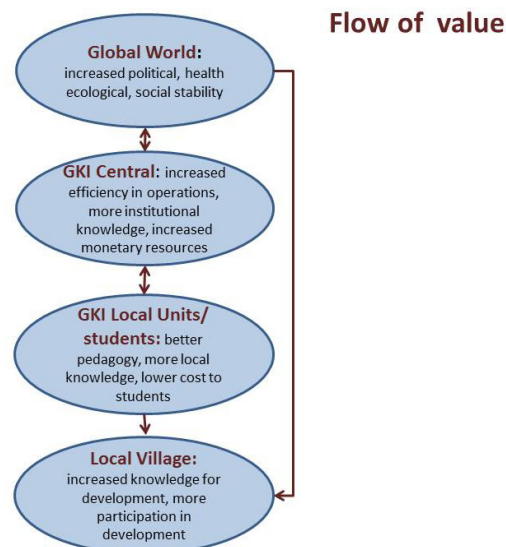 Flow of value
Global World:
increased political, health
ecological, social stability
GKI Central: increased
efficiency in operations,
more institutional
knowledge, increased
monetary resources
GKI Local Units/
students: better
pedagogy, more local
knowledge, lower cost to
students
Local Village:
increased knowledge for
development, more
participation in
development